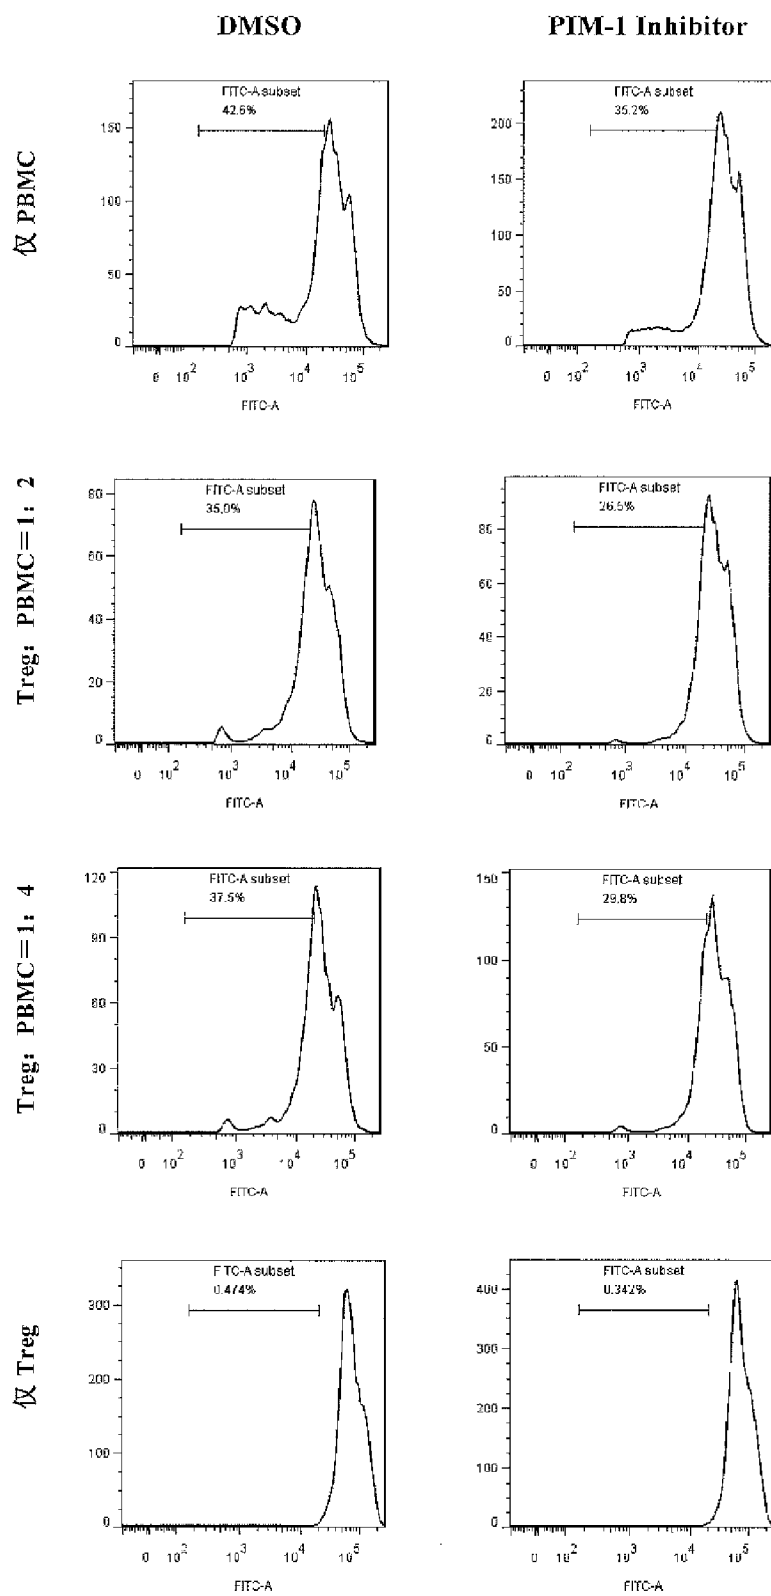 DMSO
PIM-1 Inhibitor
仅 PBMC
FITC-A subset
42.6%
150
100
50
0
0 10² 10³ 10⁴ 10⁵
FITC-A
FITC-A subset
35.2%
200
150
100
50
0
0 10² 10³ 10⁴ 10⁵
FITC-A
Treg: PBMC=1: 2
FITC-A subset
35.0%
80
60
40
20
0
0 10² 10³ 10⁴ 10⁵
FITC-A
FITC-A subset
26.5%
60
40
20
0 10² 10³ 10⁴ 10⁵
FITC-A
Treg: PBMC=1: 4
FITC-A subset
37.5%
120
90
60
30
0
0 10² 10³ 10⁴ 10⁵
FITC-A
FITC-A subset
29.8%
150
100
50
0
0 10² 10³ 10⁴ 10⁵
FITC-A
仅 Treg
FITC-A subset
0.474%
300
200
100
0
0 10² 10³ 10⁴ 10⁵
FITC-A
FITC-A subset
0.342%
400
300
200
100
0
0 10² 10³ 10⁴ 10⁵
FITC-A